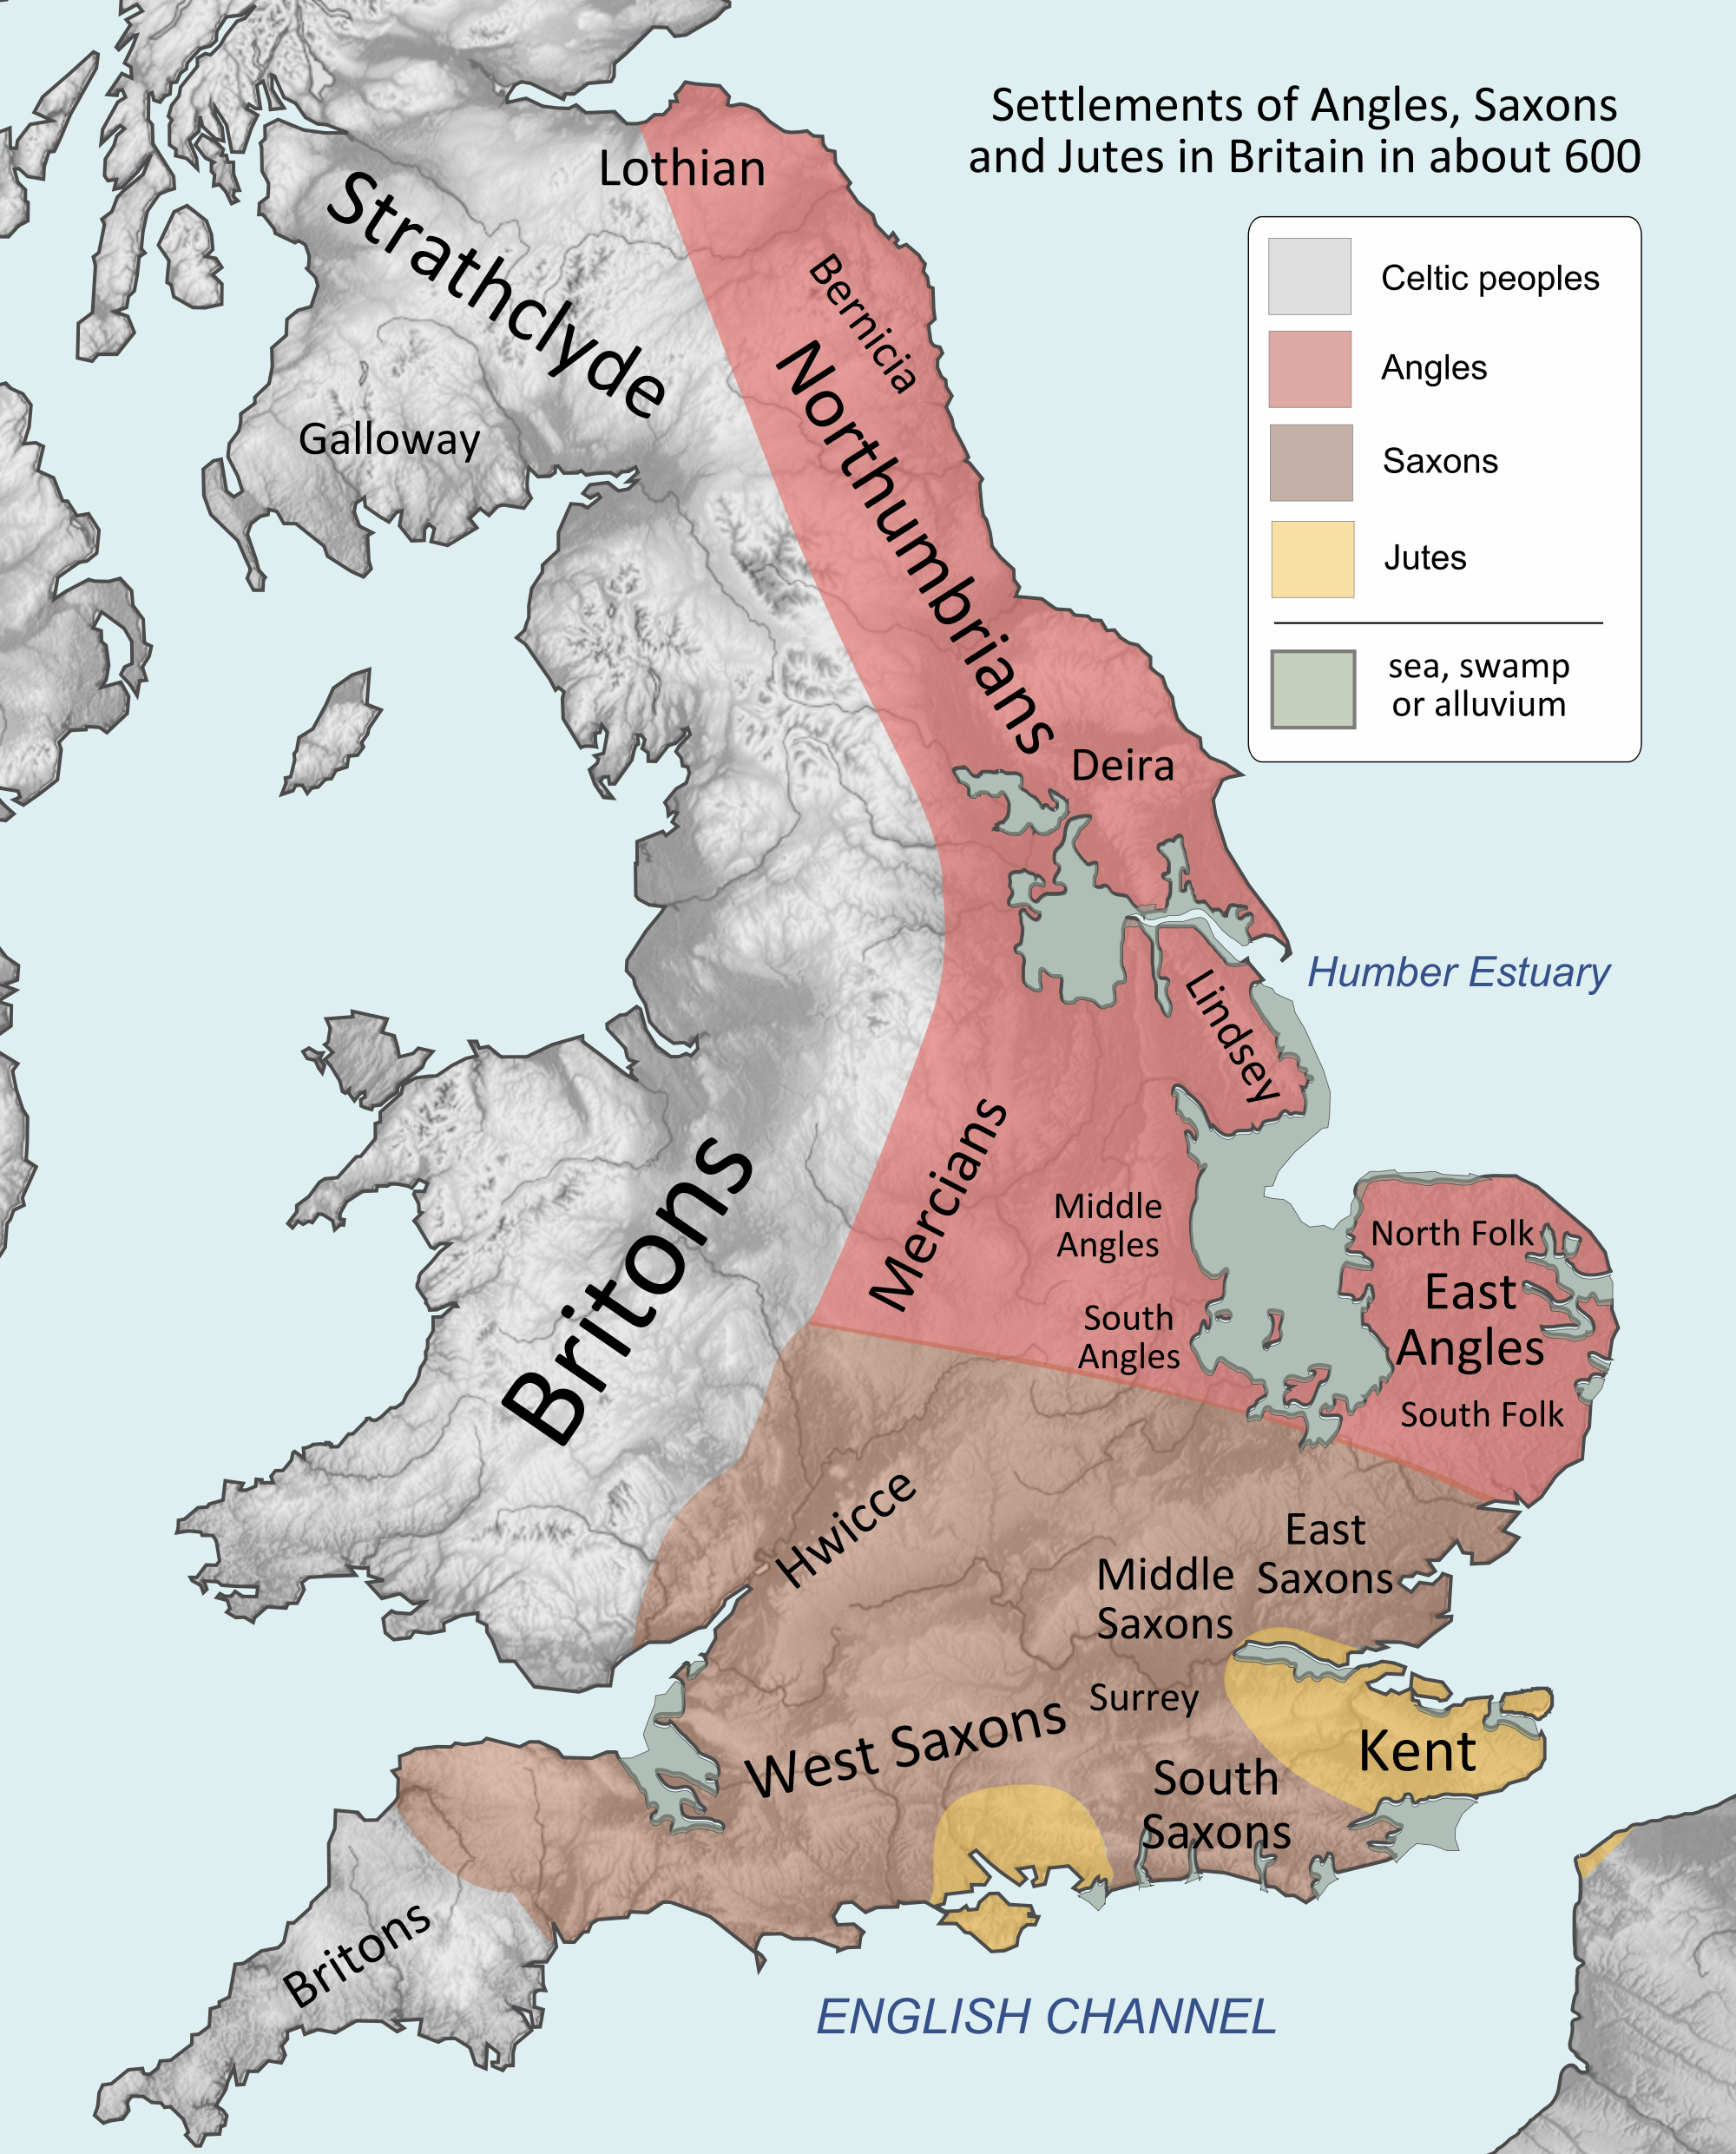 Settlements of Angles, Saxons
and Jutes in Britain in about 600
Celtic peoples
Angles
Saxons
Jutes
sea, swamp
or alluvium
Lothian
Strathclyde
Bernicia
Galloway
Northumbrians
Deira
Humber Estuary
Lindsey
Mercians
Britons
Middle
Angles
North Folk
East
Angles
South
Angles
South Folk
Hwicce
East
Saxons
Middle
Saxons
Surrey
West Saxons
Kent
South
Saxons
Britons
ENGLISH CHANNEL